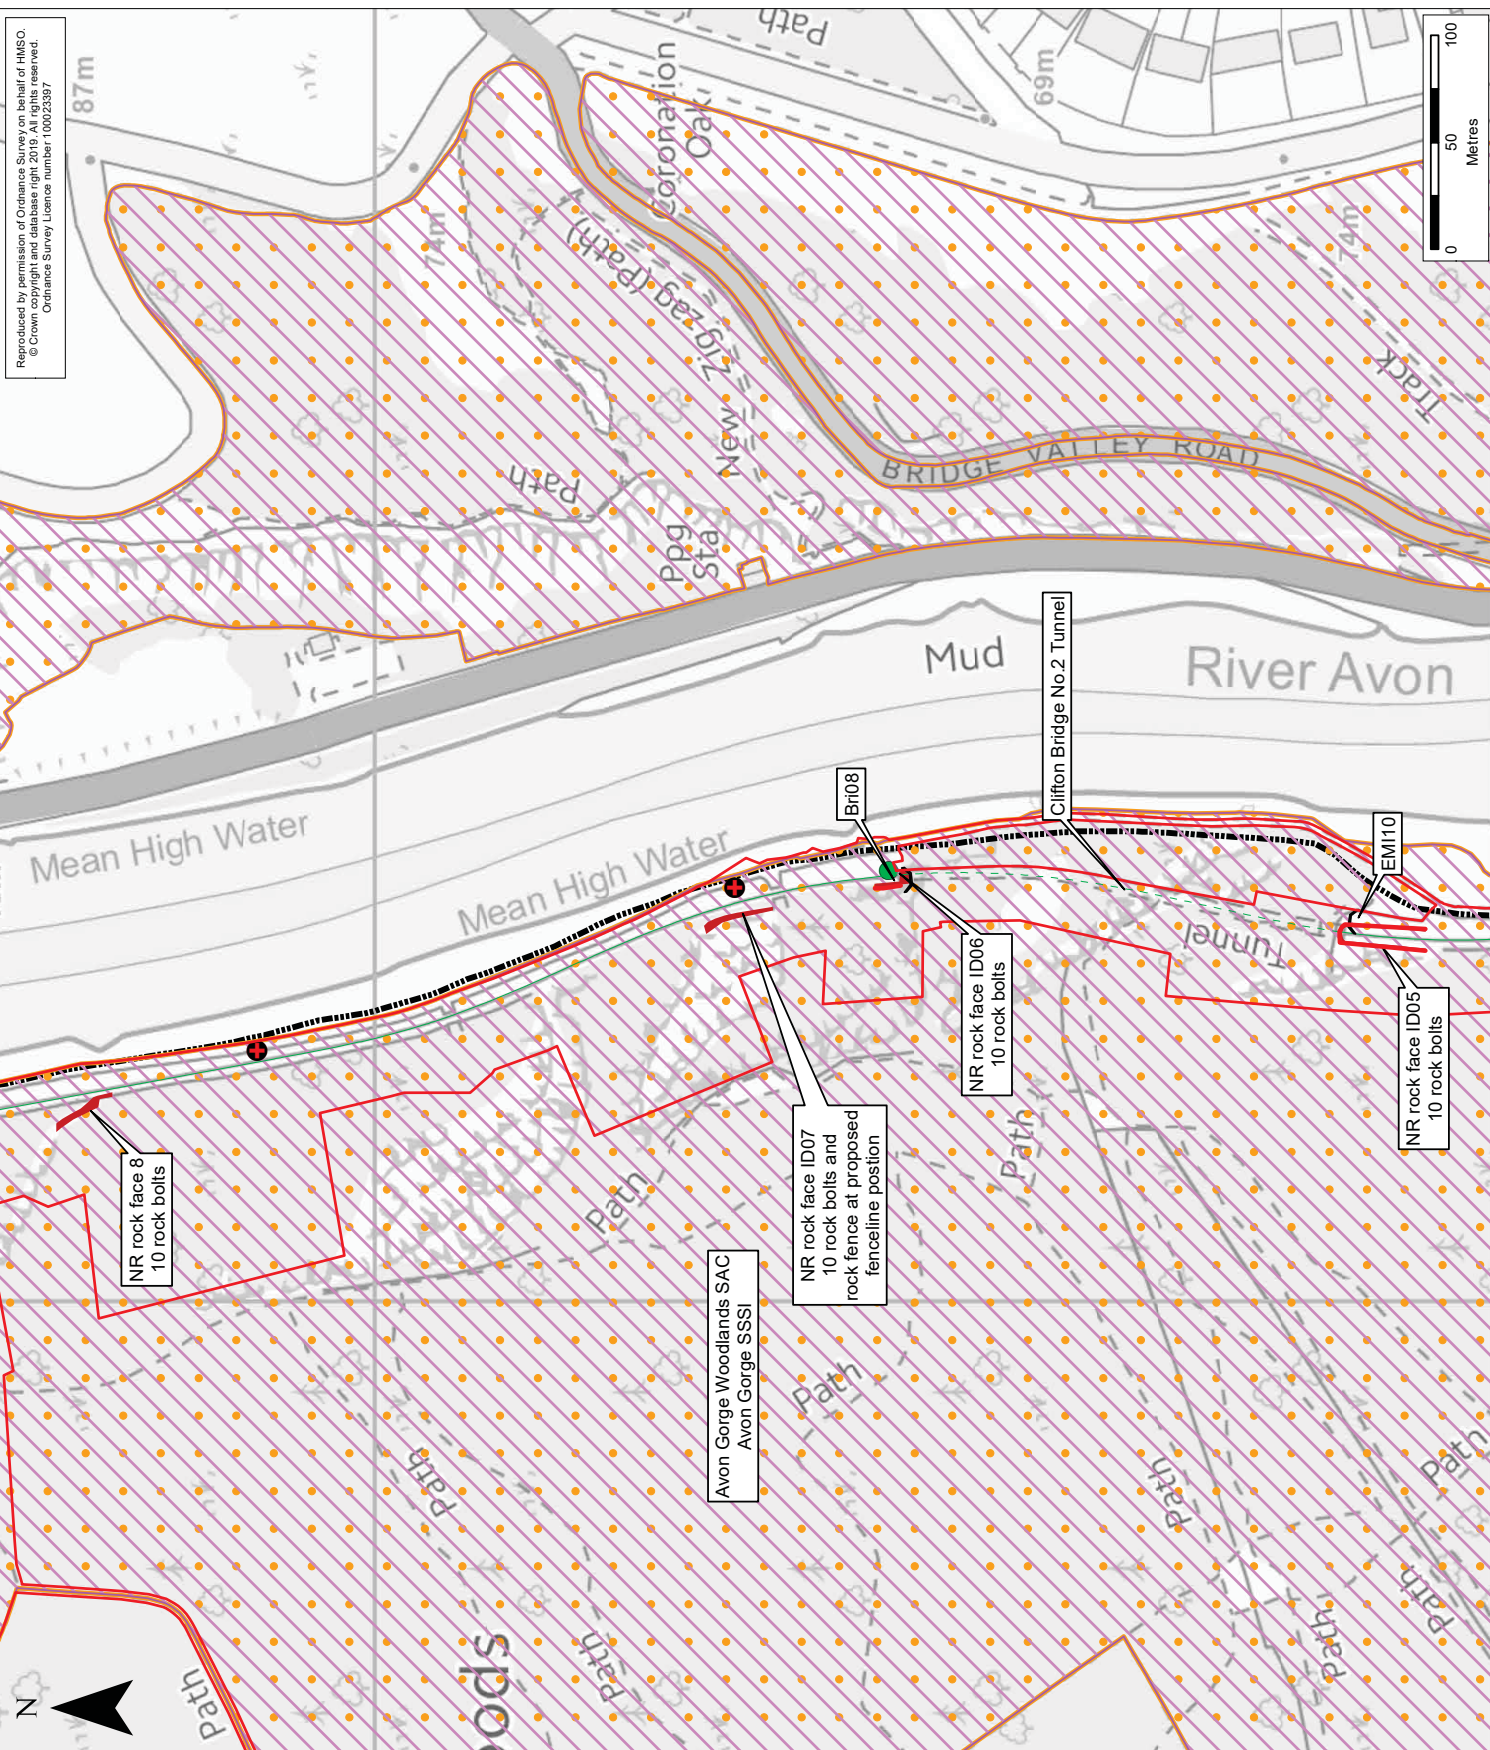 Reproduced by permission of Ordnance Survey on behalf of HMSO.
© Crown copyright and database right 2019. All rights reserved.
Ordnance Survey Licence number 100023397
87m
Path
Coronation
Oak
69m
0
50
100
Metres
74m
New Zigzag (Path)
74m
Track
Path
BRIDGE VALLEY ROAD
Ppg
Sta
Mud
River Avon
Mean High Water
Mean High Water
Bri08
Clifton Bridge No.2 Tunnel
EMI10
Tunnel
NR rock face ID06
10 rock bolts
NR rock face ID05
10 rock bolts
NR rock face 8
10 rock bolts
NR rock face ID07
10 rock bolts and
rock fence at proposed
fenceline postion
Path
Path
Avon Gorge Woodlands SAC
Avon Gorge SSSI
Path
Path
Path
Path
Path
Path
Path
Path
Path
N